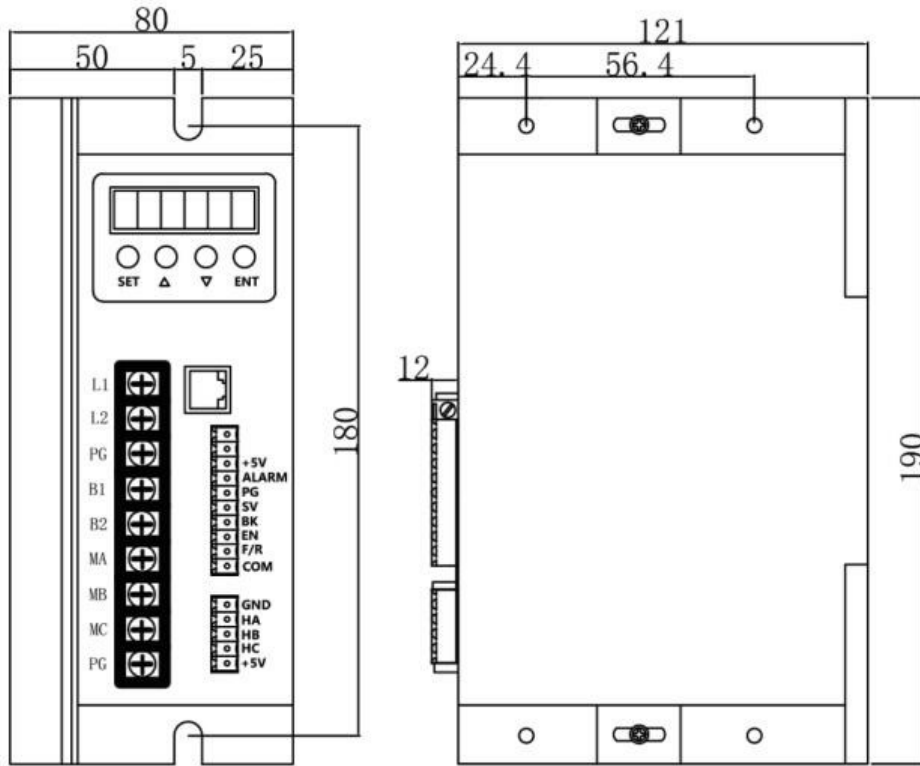 80
50 5 25
121
24.4 56.4
SET △ ▽ ENT
12
180
190
L1
L2
PG
B1
B2
MA
MB
MC
PG
+5V
ALARM
PG
SV
BK
EN
F/R
COM
GND
HA
HB
HC
+5V